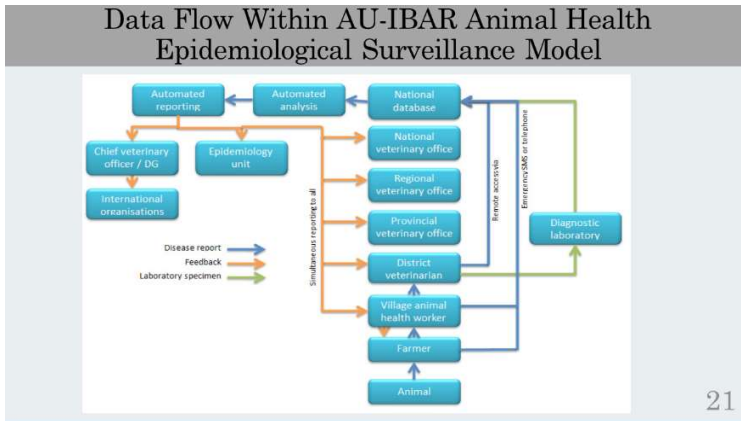 Data Flow Within AU-IBAR Animal Health
Epidemiological Surveillance Model
Automated
reporting
Automated
analysis
National
database
Chief veterinary
officer / DG
Epidemiology
unit
National
veterinary office
International
organisations
Regional
veterinary office
Provincial
veterinary office
Diagnostic
laboratory
Disease report
Feedback
Laboratory specimen
District
veterinarian
Village animal
health worker
Farmer
Animal
Simultaneous reporting to all
Remote access via
Emergency SMS or telephone
21